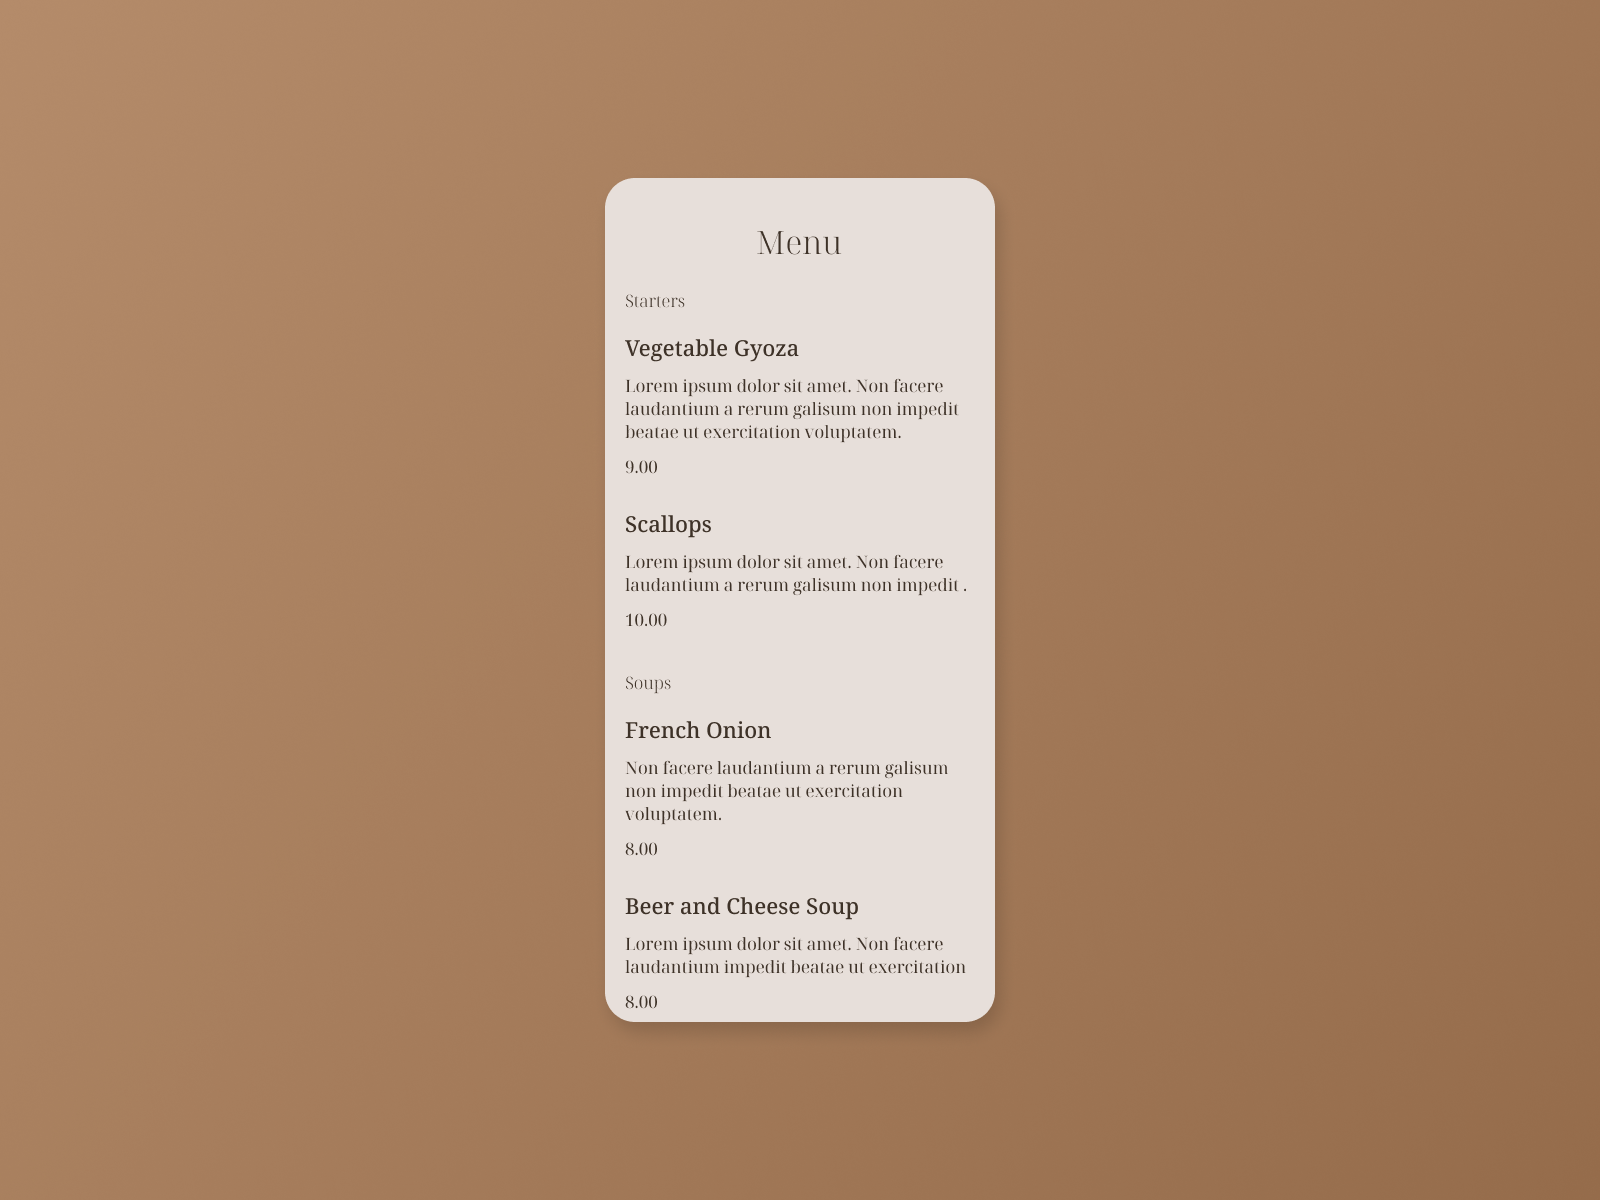 Menu
Starters
Vegetable Gyoza
Lorem ipsum dolor sit amet. Non facere
laudantium a rerum galisum non impedit
beatae ut exercitation voluptatem.
9.00
Scallops
Lorem ipsum dolor sit amet. Non facere
laudantium a rerum galisum non impedit .
10.00
Soups
French Onion
Non facere laudantium a rerum galisum
non impedit beatae ut exercitation
voluptatem.
8.00
Beer and Cheese Soup
Lorem ipsum dolor sit amet. Non facere
laudantium impedit beatae ut exercitation
8.00